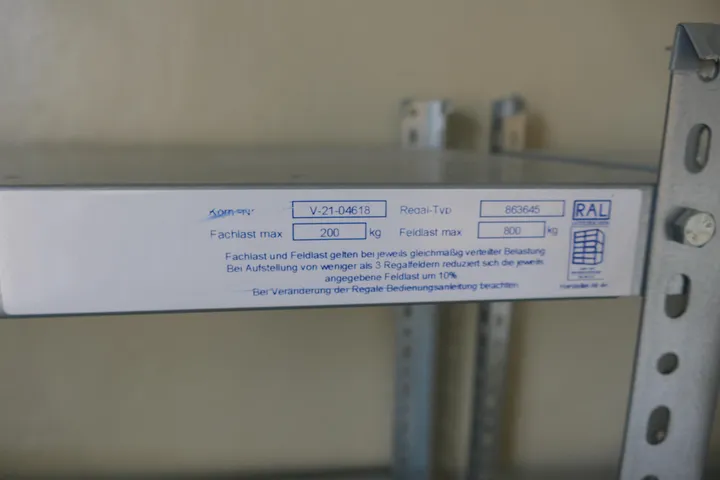 V-21-04618 Regal-Typ 863645 RAL
Fachlast max 200 kg Feldlast max 800 kg
Fachlast und Feldlast gelten bei jeweils gleichmäßig verteilter Belastung
Bei Aufstellung von weniger als 3 Regalfeldern reduziert sich die jeweils
angegebene Feldlast um 10%
Bei Veränderung der Regale Bedienungsanleitung beachten